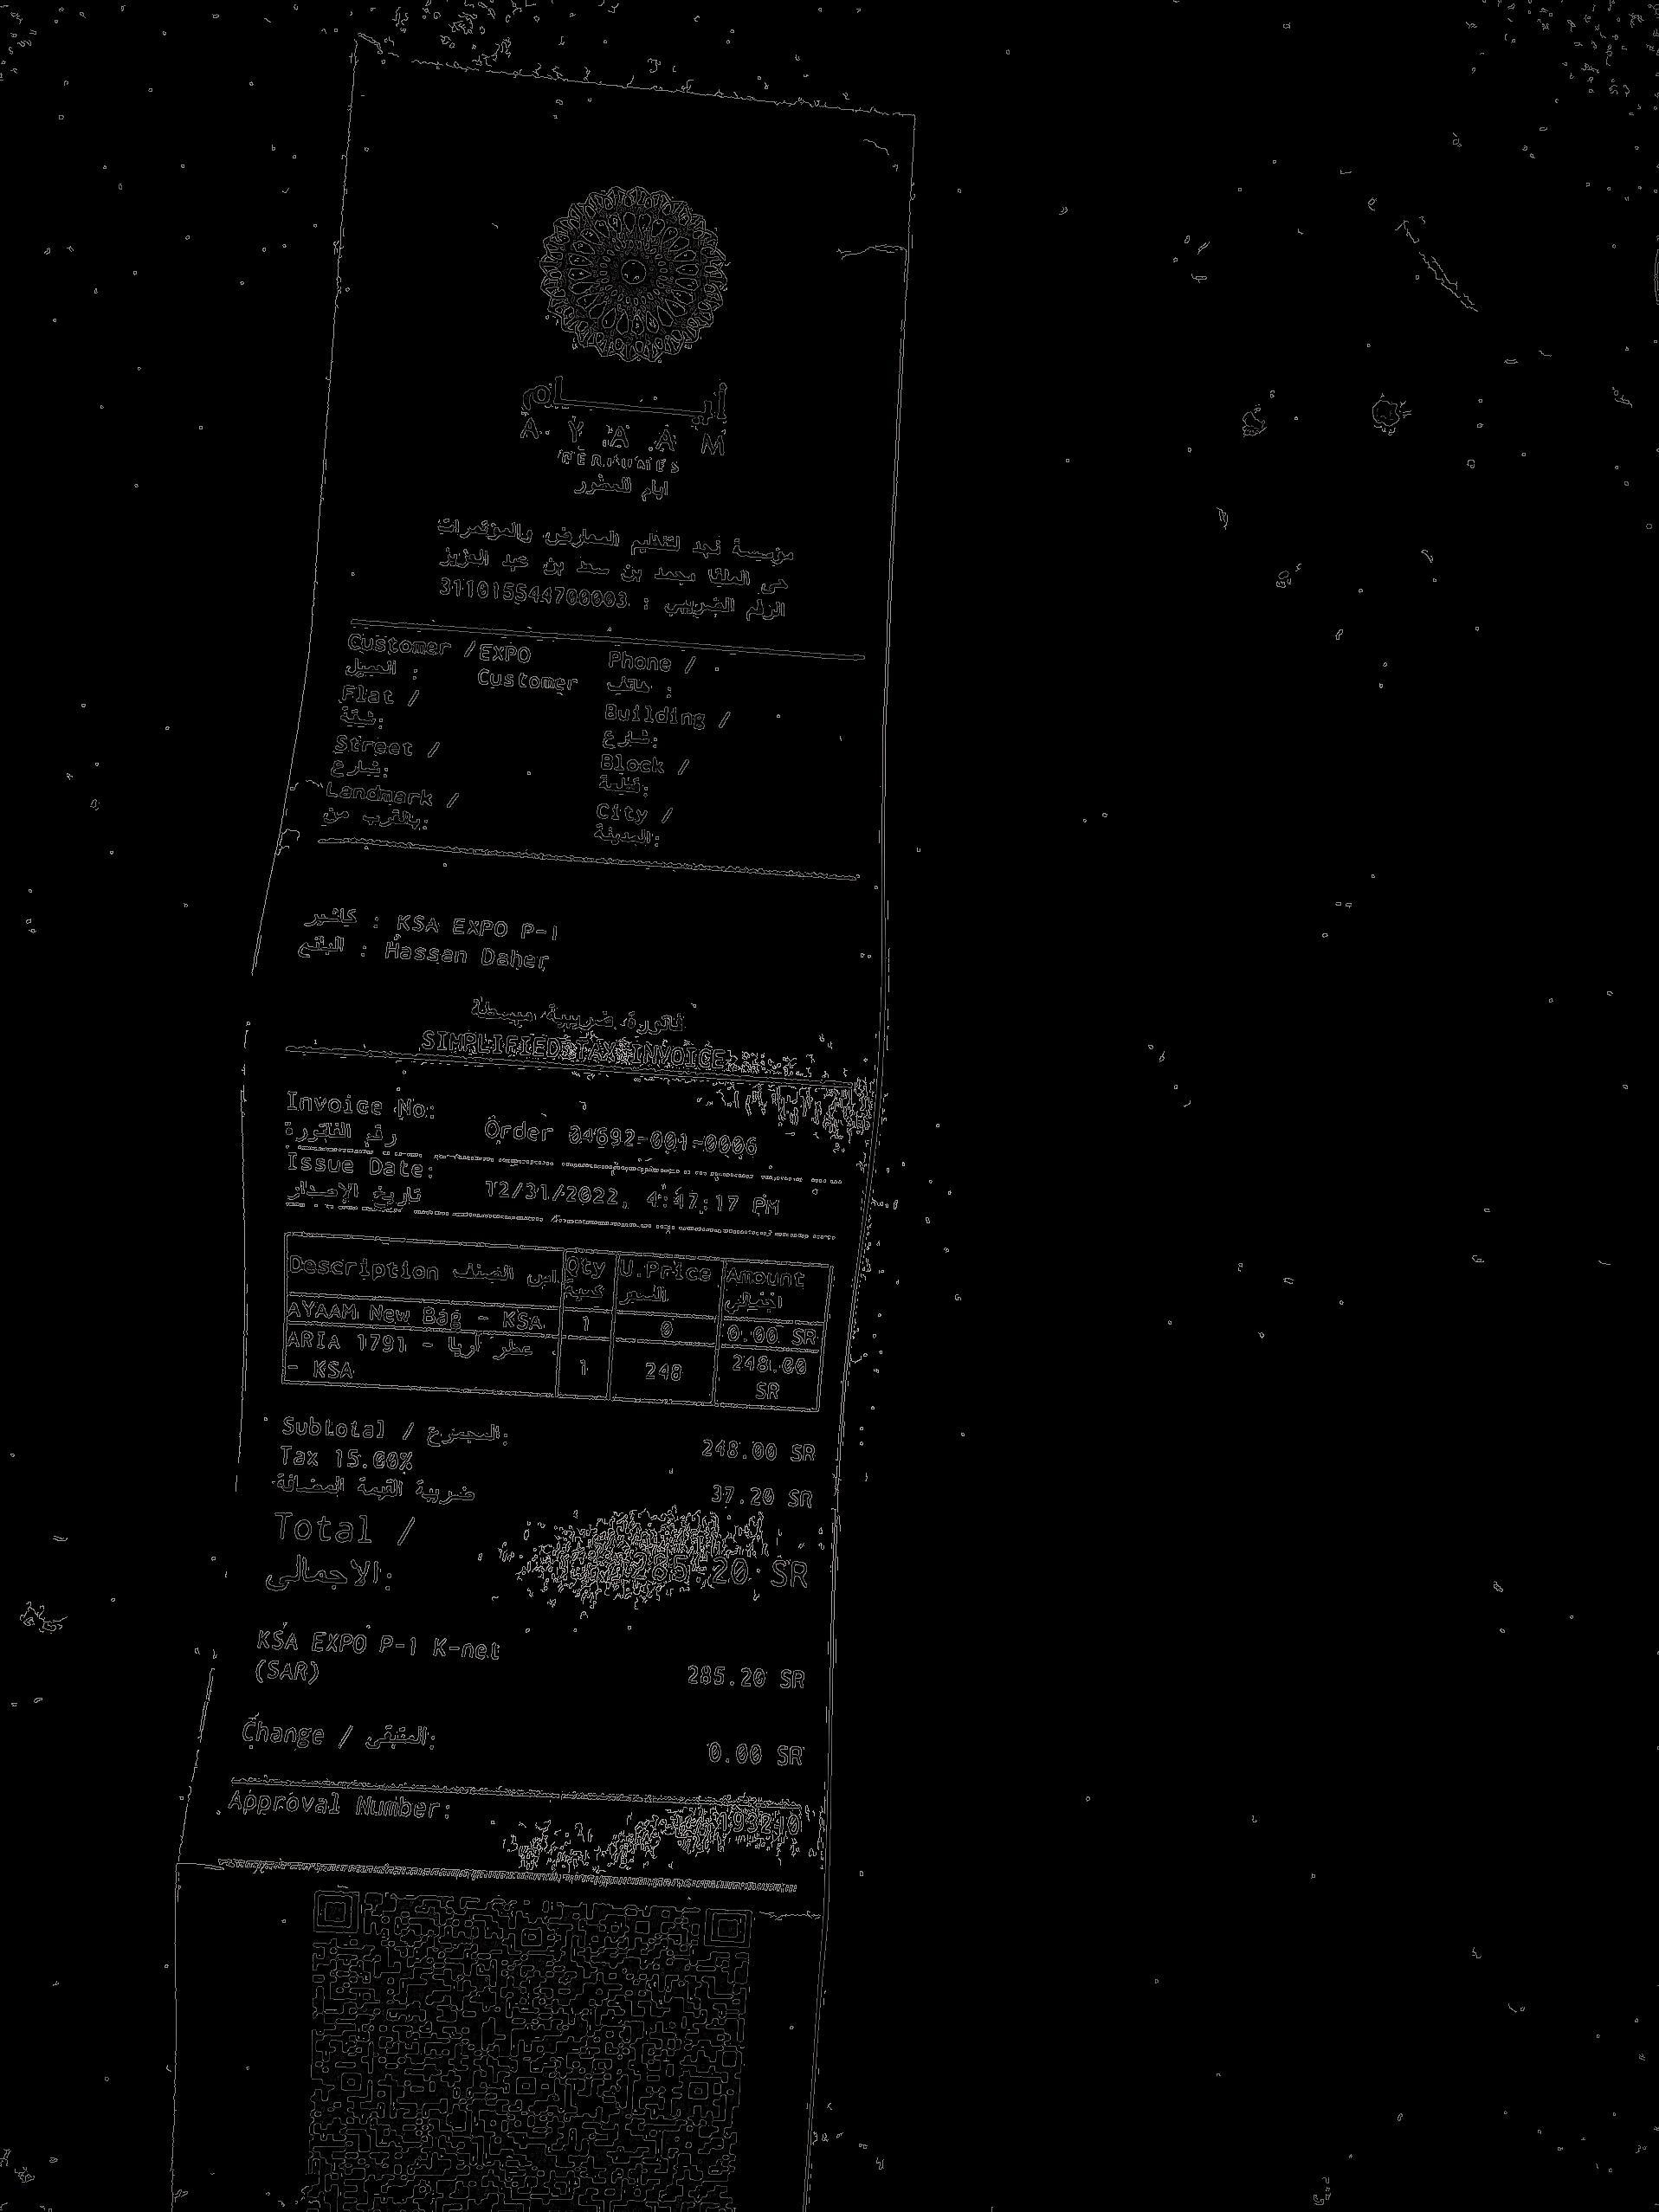 أيـــــام
AYAAM
PERFUMES
ايام العطور
مؤسسة نجد لتنظيم المعارض والمؤتمرات
حى الملقا محمد بن سعد بن عبد العزيز
الرقم الضريبي : 311015544700003
Customer / EXPO Customer Phone /
العميل : هاتف :
Flat / Building /
شقة: شارع:
Street / Block /
شارع: قطعة:
Landmark / City /
بالقرب من: المدينة:
كاشير : KSA EXPO P-1
البائع : Hassan Daher
فاتورة ضريبية مبسطة
SIMPLIFIED TAX INVOICE
Invoice No:
رقم الفاتورة Order 04692-001-0006
Issue Date:
تاريخ الإصدار 12/31/2022, 4:47:17 PM
Description اسم الصنف Qty كمية U.Price السعر Amount اجمالي
AYAAM New Bag - KSA 1 0 0.00 SR
ARIA 1791 - عطر اريا - KSA 1 248 248.00 SR
Subtotal / المجموع: 248.00 SR
Tax 15.00%
ضريبة القيمة المضافة 37.20 SR
Total /
الاجمالى: 285.20 SR
KSA EXPO P-1 K-net
(SAR) 285.20 SR
Change / المتبقى: 0.00 SR
Approval Number: